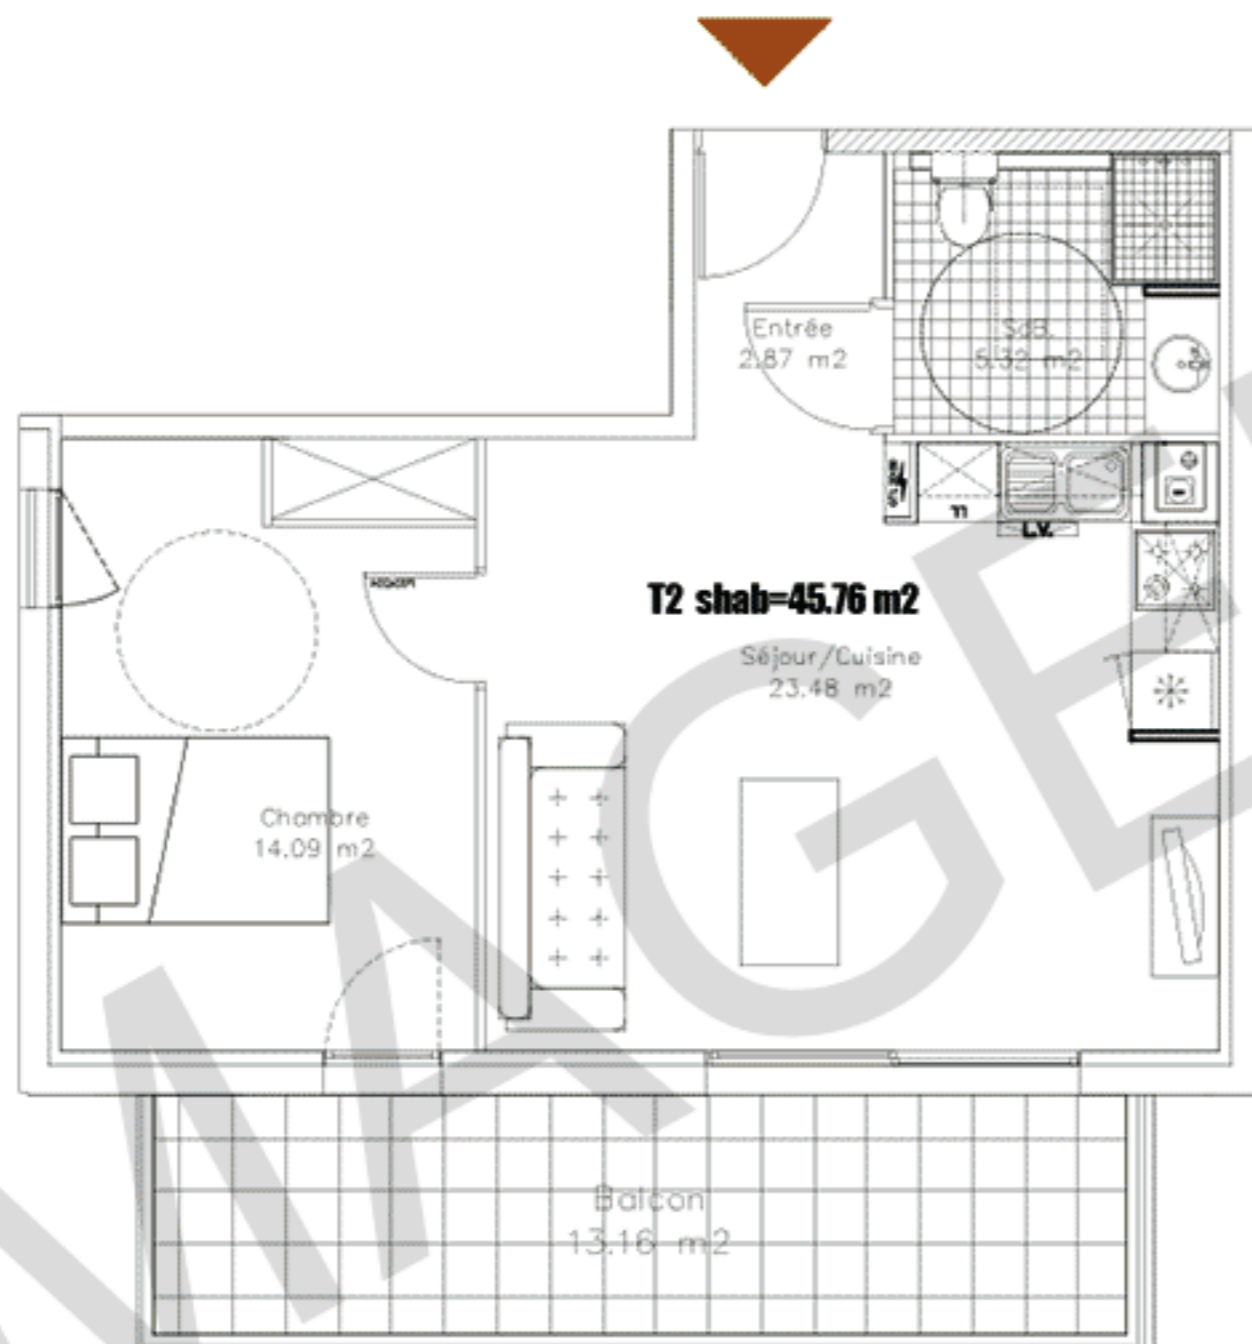 Entrée
2.87 m2
SdB.
5.32 m2
L.V.
T2 shab=45.76 m2
Séjour/Cuisine
23.48 m2
Chambre
14.09 m2
Balcon
13.16 m2